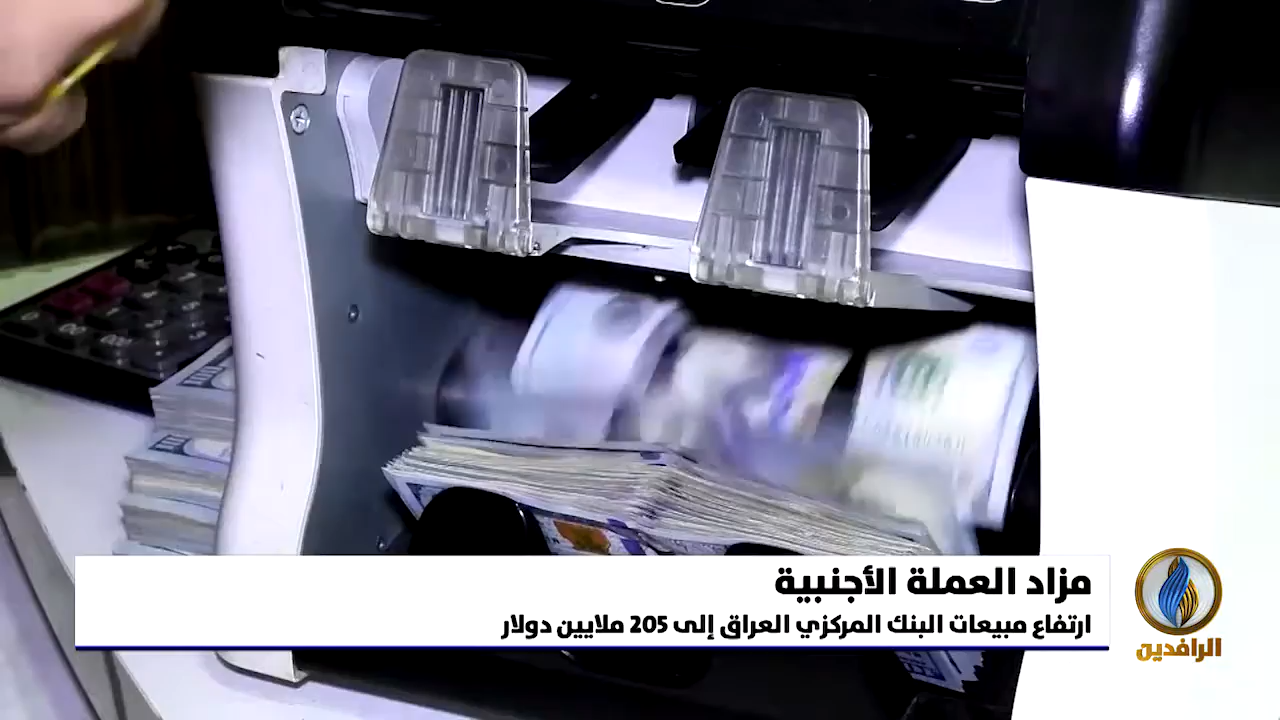 مزاد العملة الأجنبية
ارتفاع مبيعات البنك المركزي العراق إلى 205 ملايين دولار
الرافدين